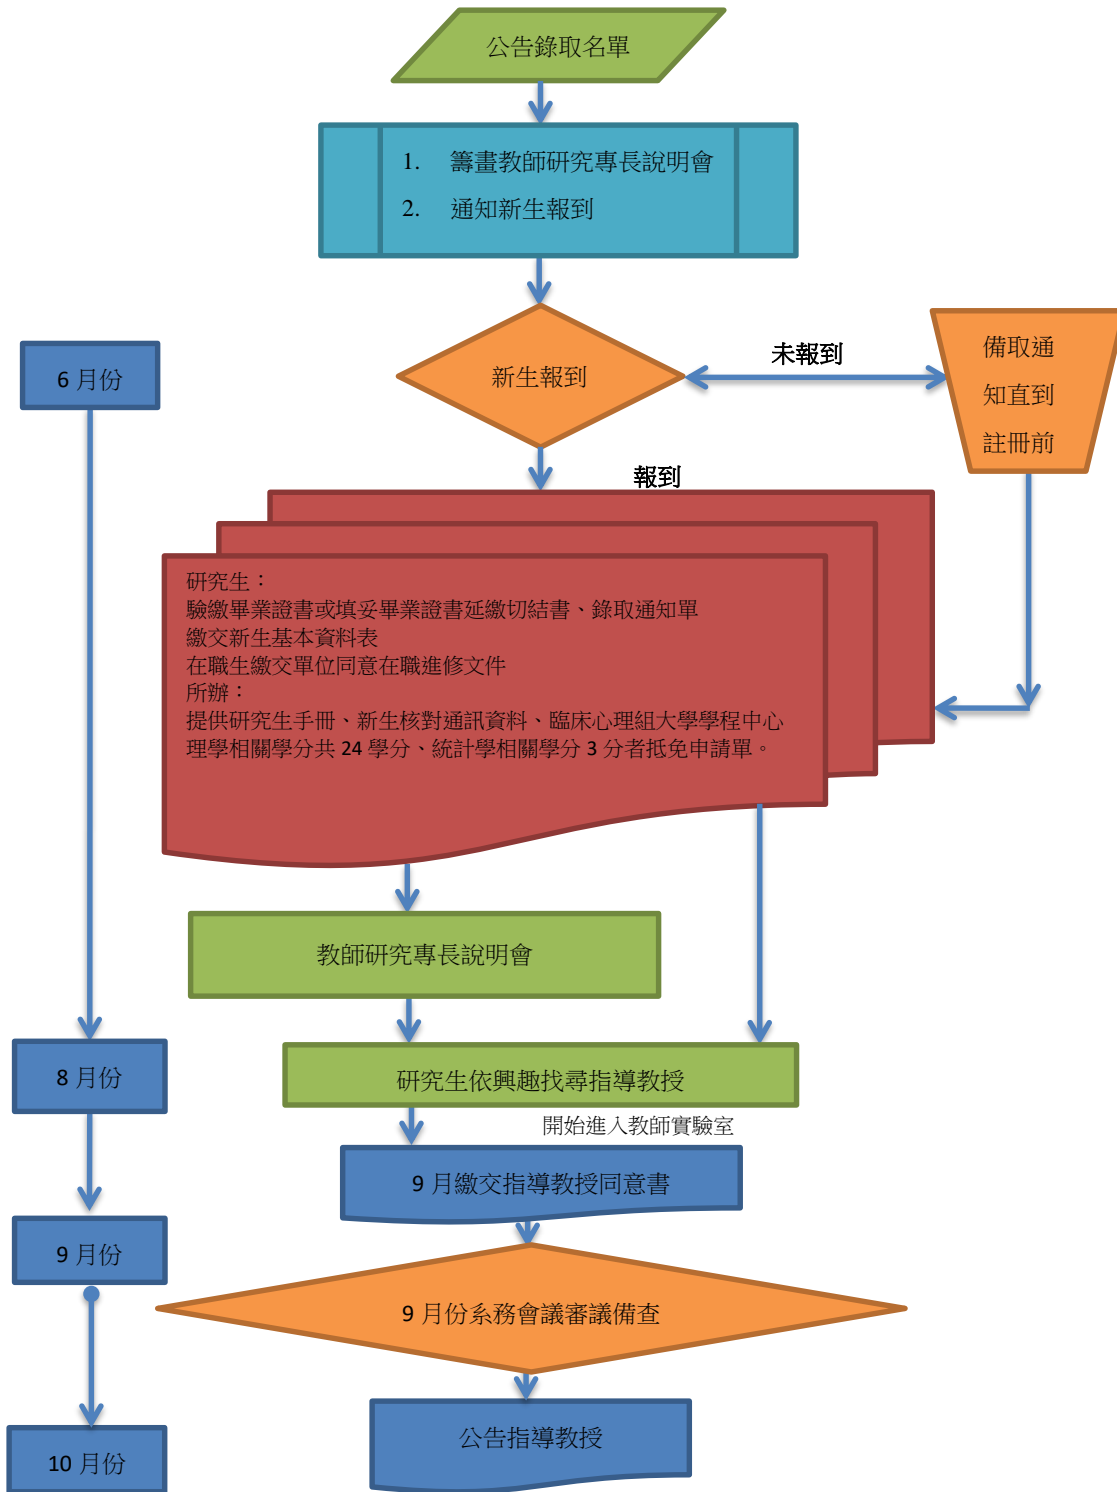 公告錄取名單
1. 籌畫教師研究專長說明會
2. 通知新生報到
6 月份
新生報到
未報到
備取通
知直到
註冊前
報到
研究生：
驗繳畢業證書或填妥畢業證書延繳切結書、錄取通知單
繳交新生基本資料表
在職生繳交單位同意在職進修文件
所辦：
提供研究生手冊、新生核對通訊資料、臨床心理組大學學程中心
理學相關學分共 24 學分、統計學相關學分 3 分者抵免申請單。
教師研究專長說明會
8 月份
研究生依興趣找尋指導教授
開始進入教師實驗室
9 月繳交指導教授同意書
9 月份
9 月份系務會議審議備查
公告指導教授
10 月份